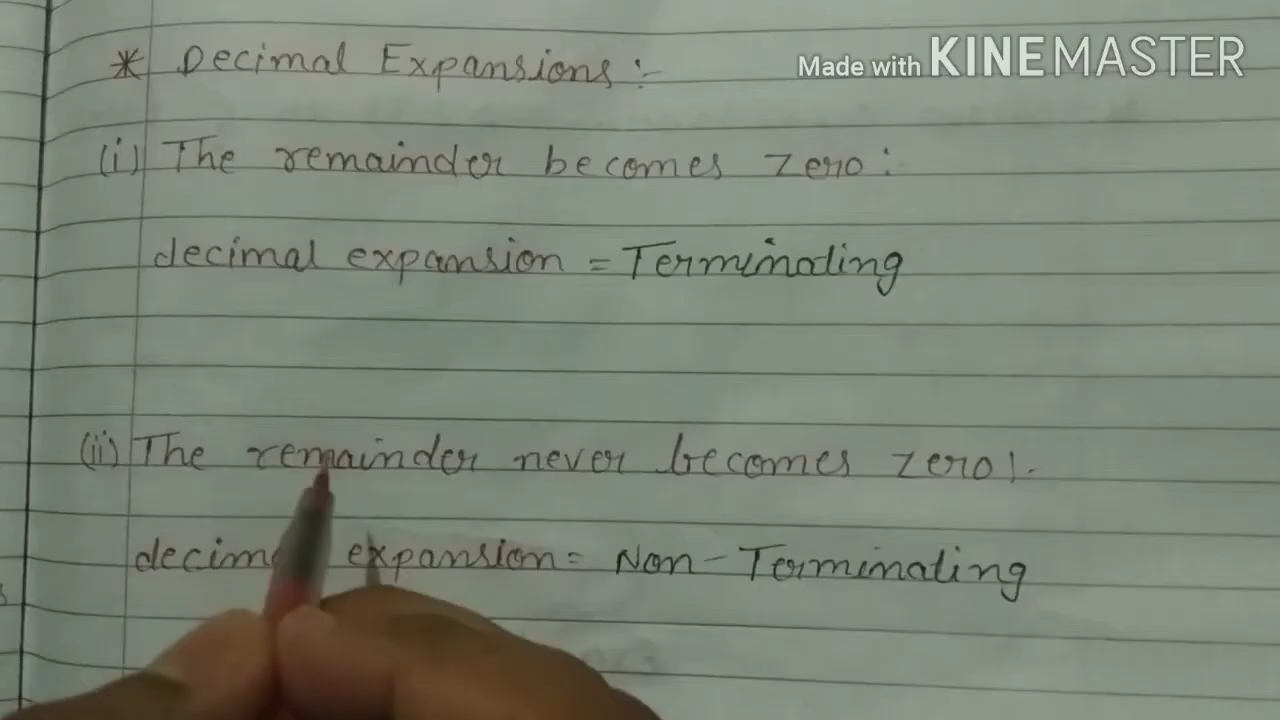 * Decimal Expansions :-
Made with KINEMASTER
(i) The remainder becomes zero :
decimal expansion = Terminating
(ii) The remainder never becomes zero :-
expansion = Non-Terminating